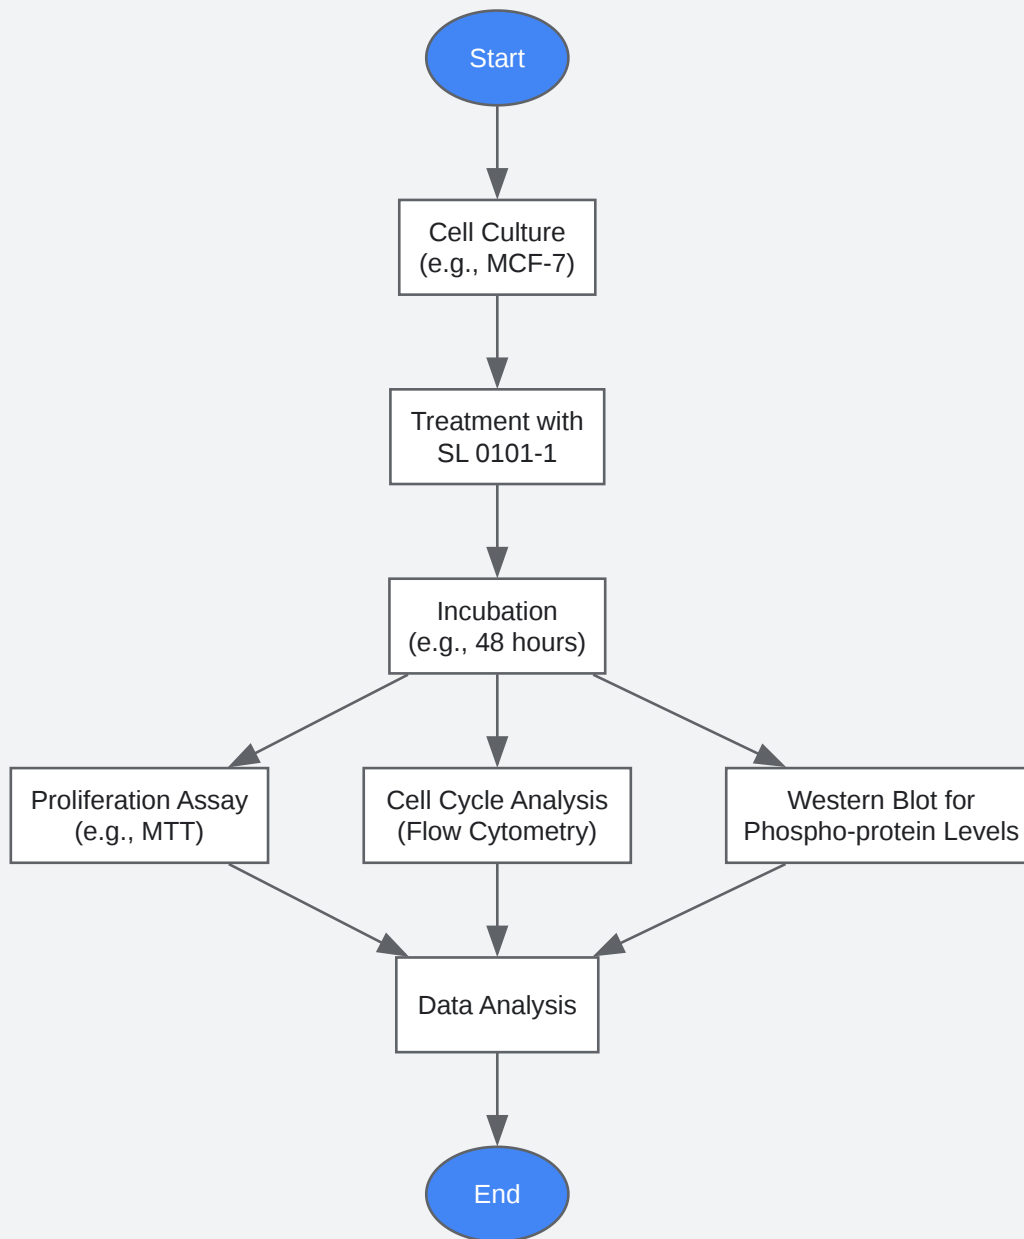 Start
Cell Culture
(e.g., MCF-7)
Treatment with
SL 0101-1
Incubation
(e.g., 48 hours)
Proliferation Assay
(e.g., MTT)
Cell Cycle Analysis
(Flow Cytometry)
Western Blot for
Phospho-protein Levels
Data Analysis
End